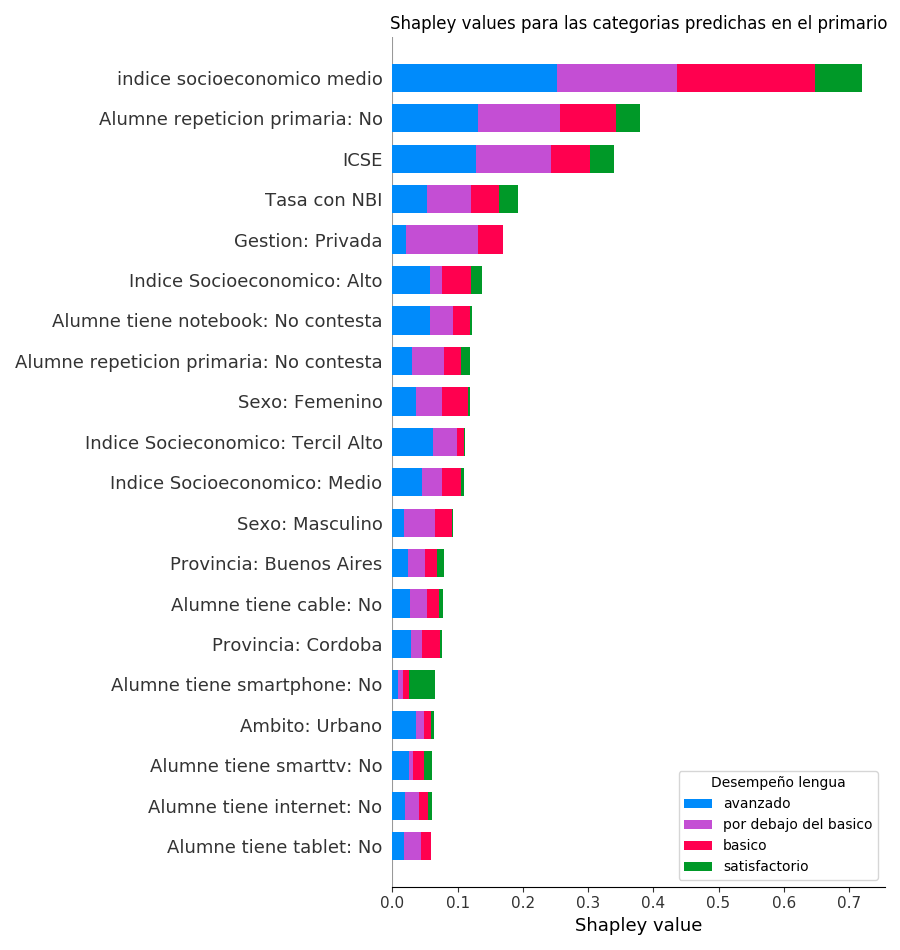 Shapley values para las categorias predichas en el primario
indice socioeconomico medio
Alumne repeticion primaria: No
ICSE
Tasa con NBI
Gestion: Privada
Indice Socioeconomico: Alto
Alumne tiene notebook: No contesta
Alumne repeticion primaria: No contesta
Sexo: Femenino
Indice Socieconomico: Tercil Alto
Indice Socioeconomico: Medio
Sexo: Masculino
Provincia: Buenos Aires
Alumne tiene cable: No
Provincia: Cordoba
Alumne tiene smartphone: No
Ambito: Urbano
Alumne tiene smarttv: No
Alumne tiene internet: No
Alumne tiene tablet: No
Desempeño lengua
avanzado
por debajo del basico
basico
satisfactorio
0.0 0.1 0.2 0.3 0.4 0.5 0.6 0.7
Shapley value